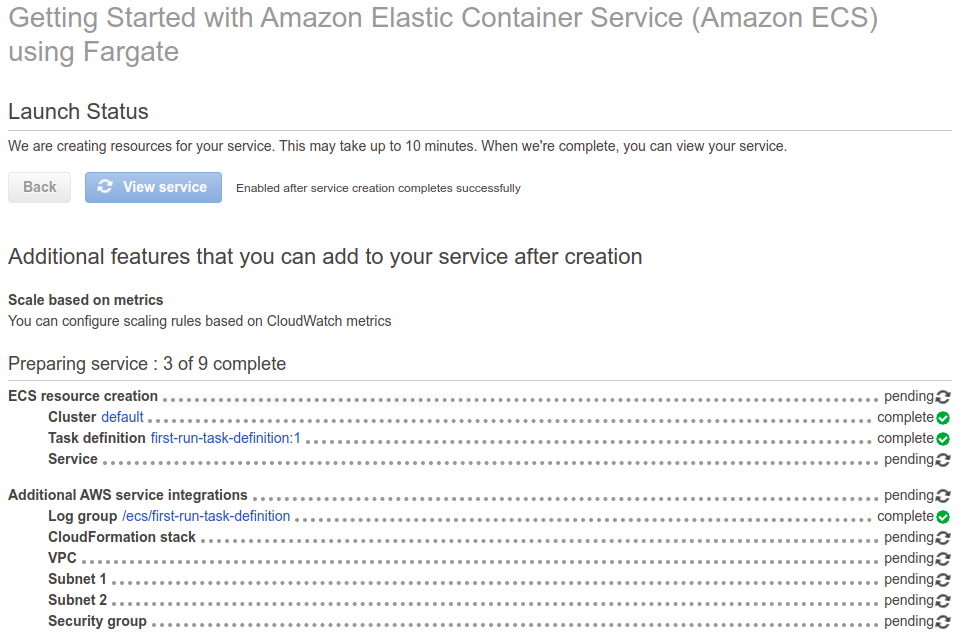 Getting Started with Amazon Elastic Container Service (Amazon ECS)
using Fargate
Launch Status
We are creating resources for your service. This may take up to 10 minutes. When we're complete, you can view your service.
Back View service Enabled after service creation completes successfully
Additional features that you can add to your service after creation
Scale based on metrics
You can configure scaling rules based on CloudWatch metrics
Preparing service : 3 of 9 complete
ECS resource creation pending
Cluster default complete
Task definition first-run-task-definition:1 complete
Service pending
Additional AWS service integrations pending
Log group /ecs/first-run-task-definition complete
CloudFormation stack pending
VPC pending
Subnet 1 pending
Subnet 2 pending
Security group pending